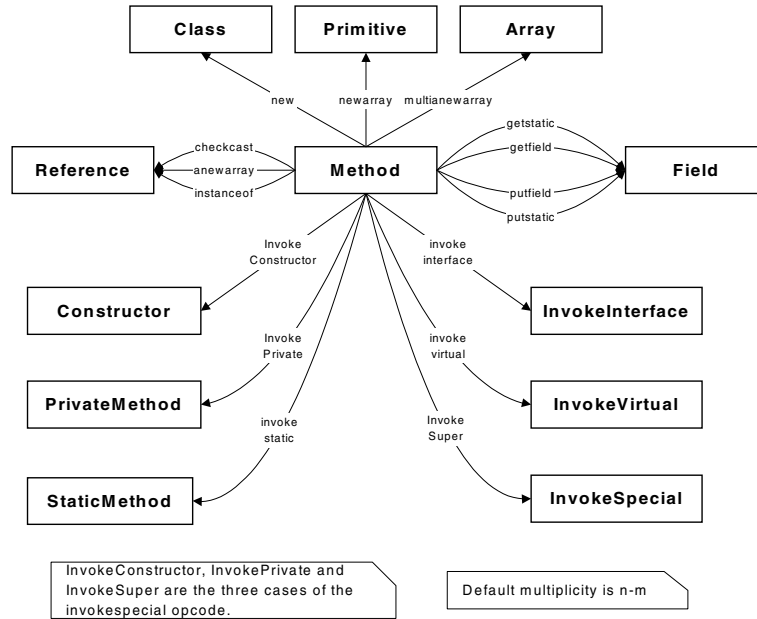 Class
Primitive
Array
new
newarray
multianewarray
Reference
checkcast
anewarray
instanceof
Method
getstatic
getfield
putfield
putstatic
Field
Invoke
Constructor
invoke
interface
Constructor
InvokeInterface
Invoke
Private
invoke
virtual
PrivateMethod
InvokeVirtual
invoke
static
Invoke
Super
StaticMethod
InvokeSpecial
InvokeConstructor, InvokePrivate and
InvokeSuper are the three cases of the
invokespecial opcode.
Default multiplicity is n-m